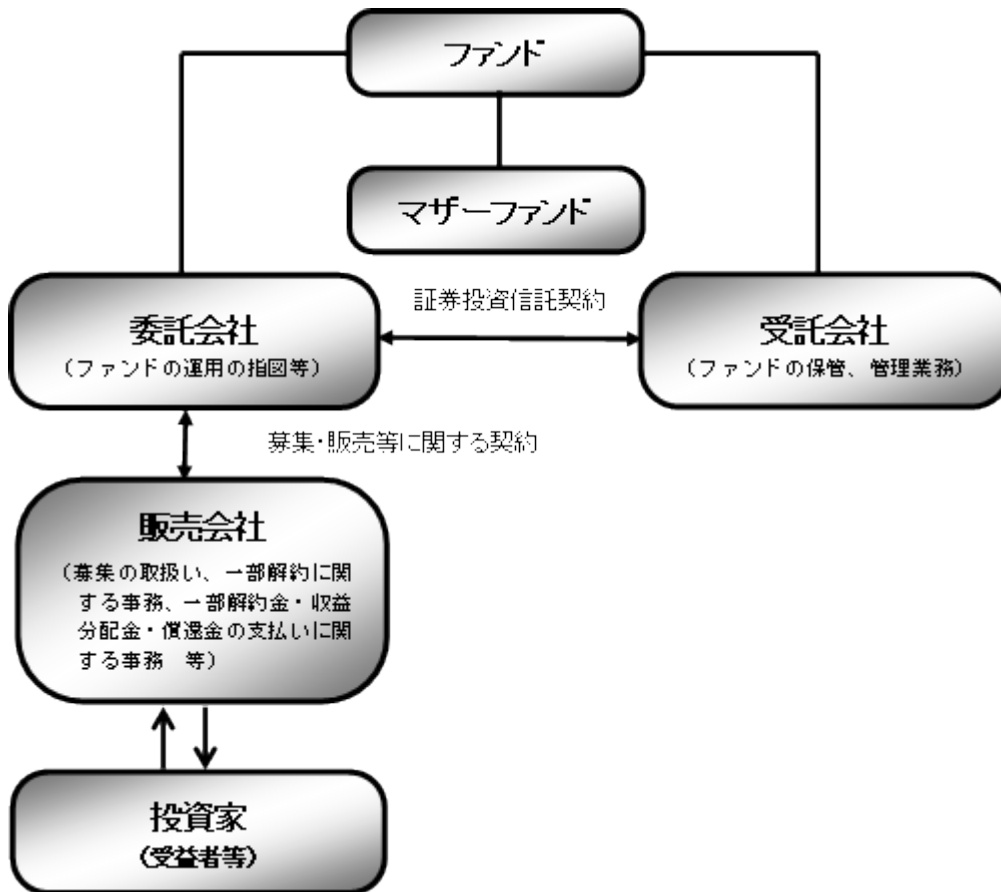 ファンド
マザーファンド
証券投資信託契約
委託会社
(ファンドの運用の指図等)
受託会社
(ファンドの保管、管理業務)
募集・販売等に関する契約
販売会社
(募集の取扱い、一部解約に関
する事務、一部解約金・収益
分配金・償還金の支払いに関
する事務 等)
投資家
(受益者等)